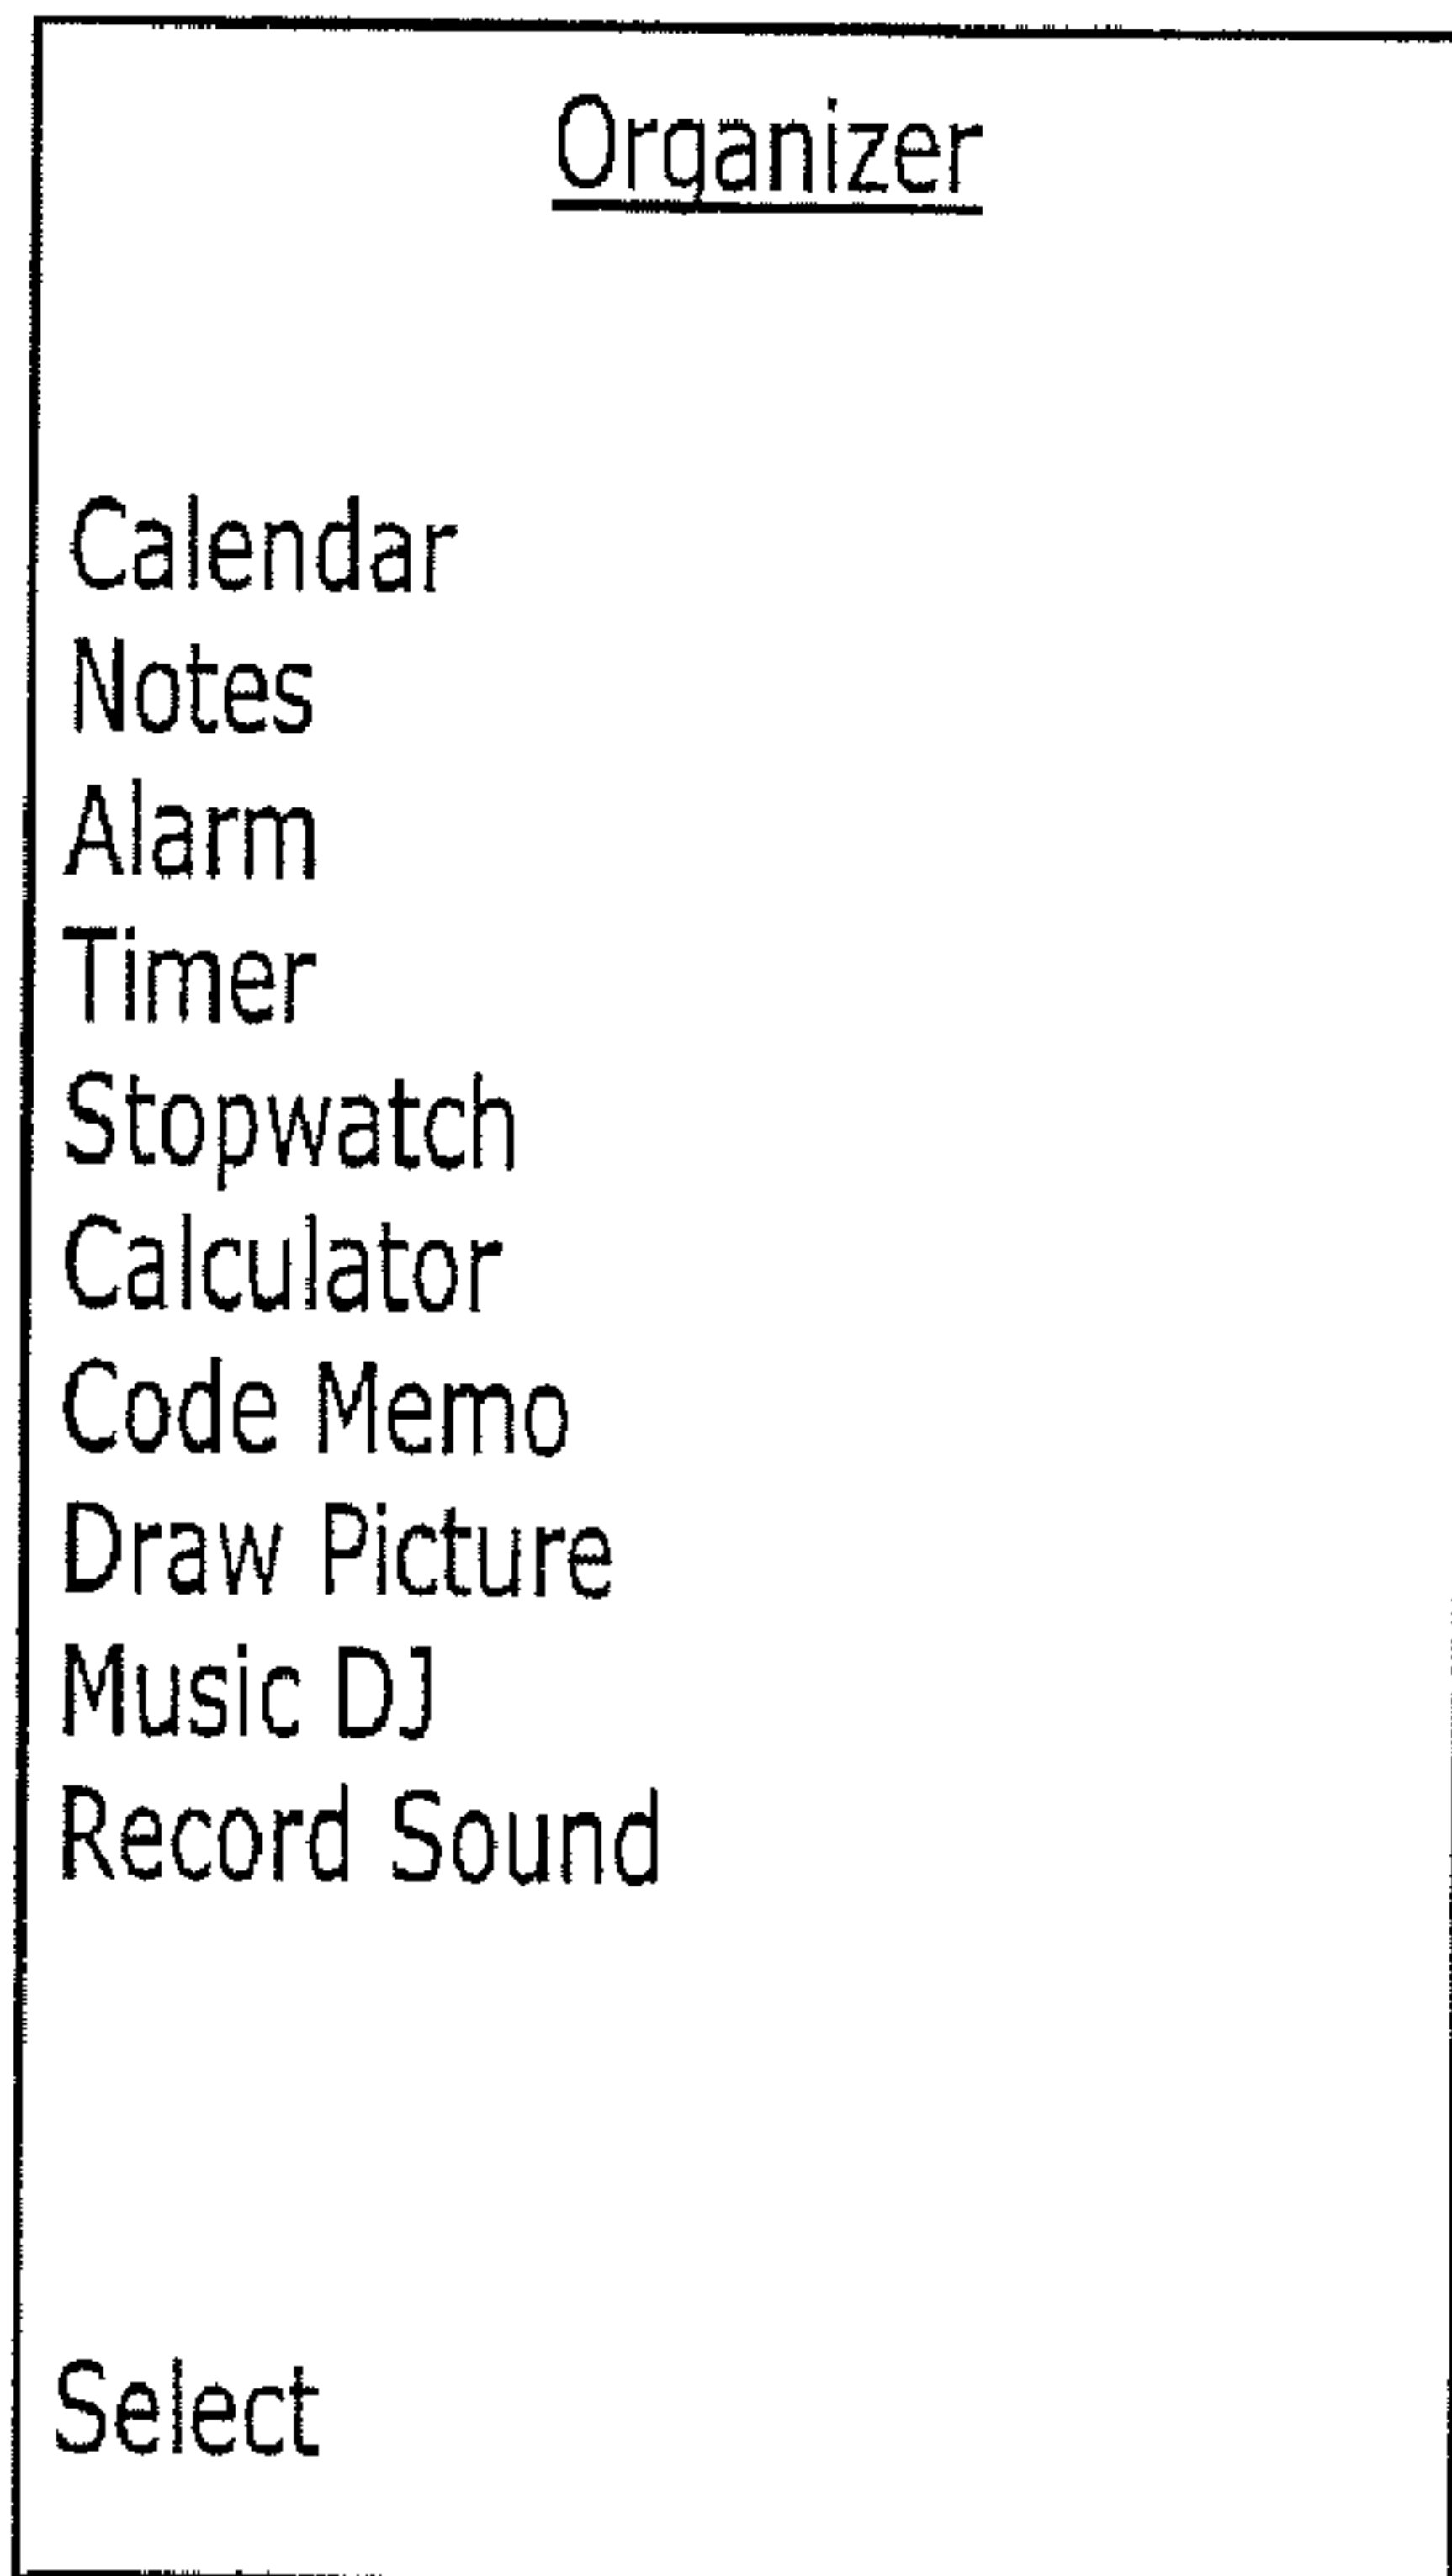 Organizer
Calendar
Notes
Alarm
Timer
Stopwatch
Calculator
Code Memo
Draw Picture
Music DJ
Record Sound
Select